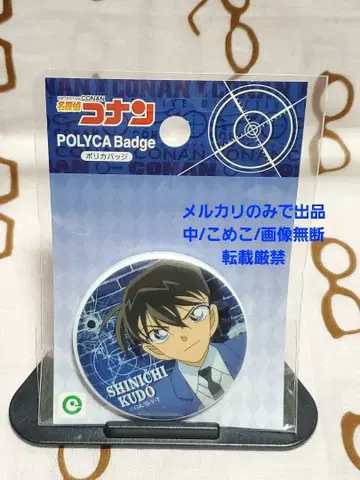 DETECTIVE CONAN
名探偵コナン
POLYCA Badge
ポリカバッジ
メルカリのみで出品
中/こめこ/画像無断
転載厳禁
SHINICHI
KUDO